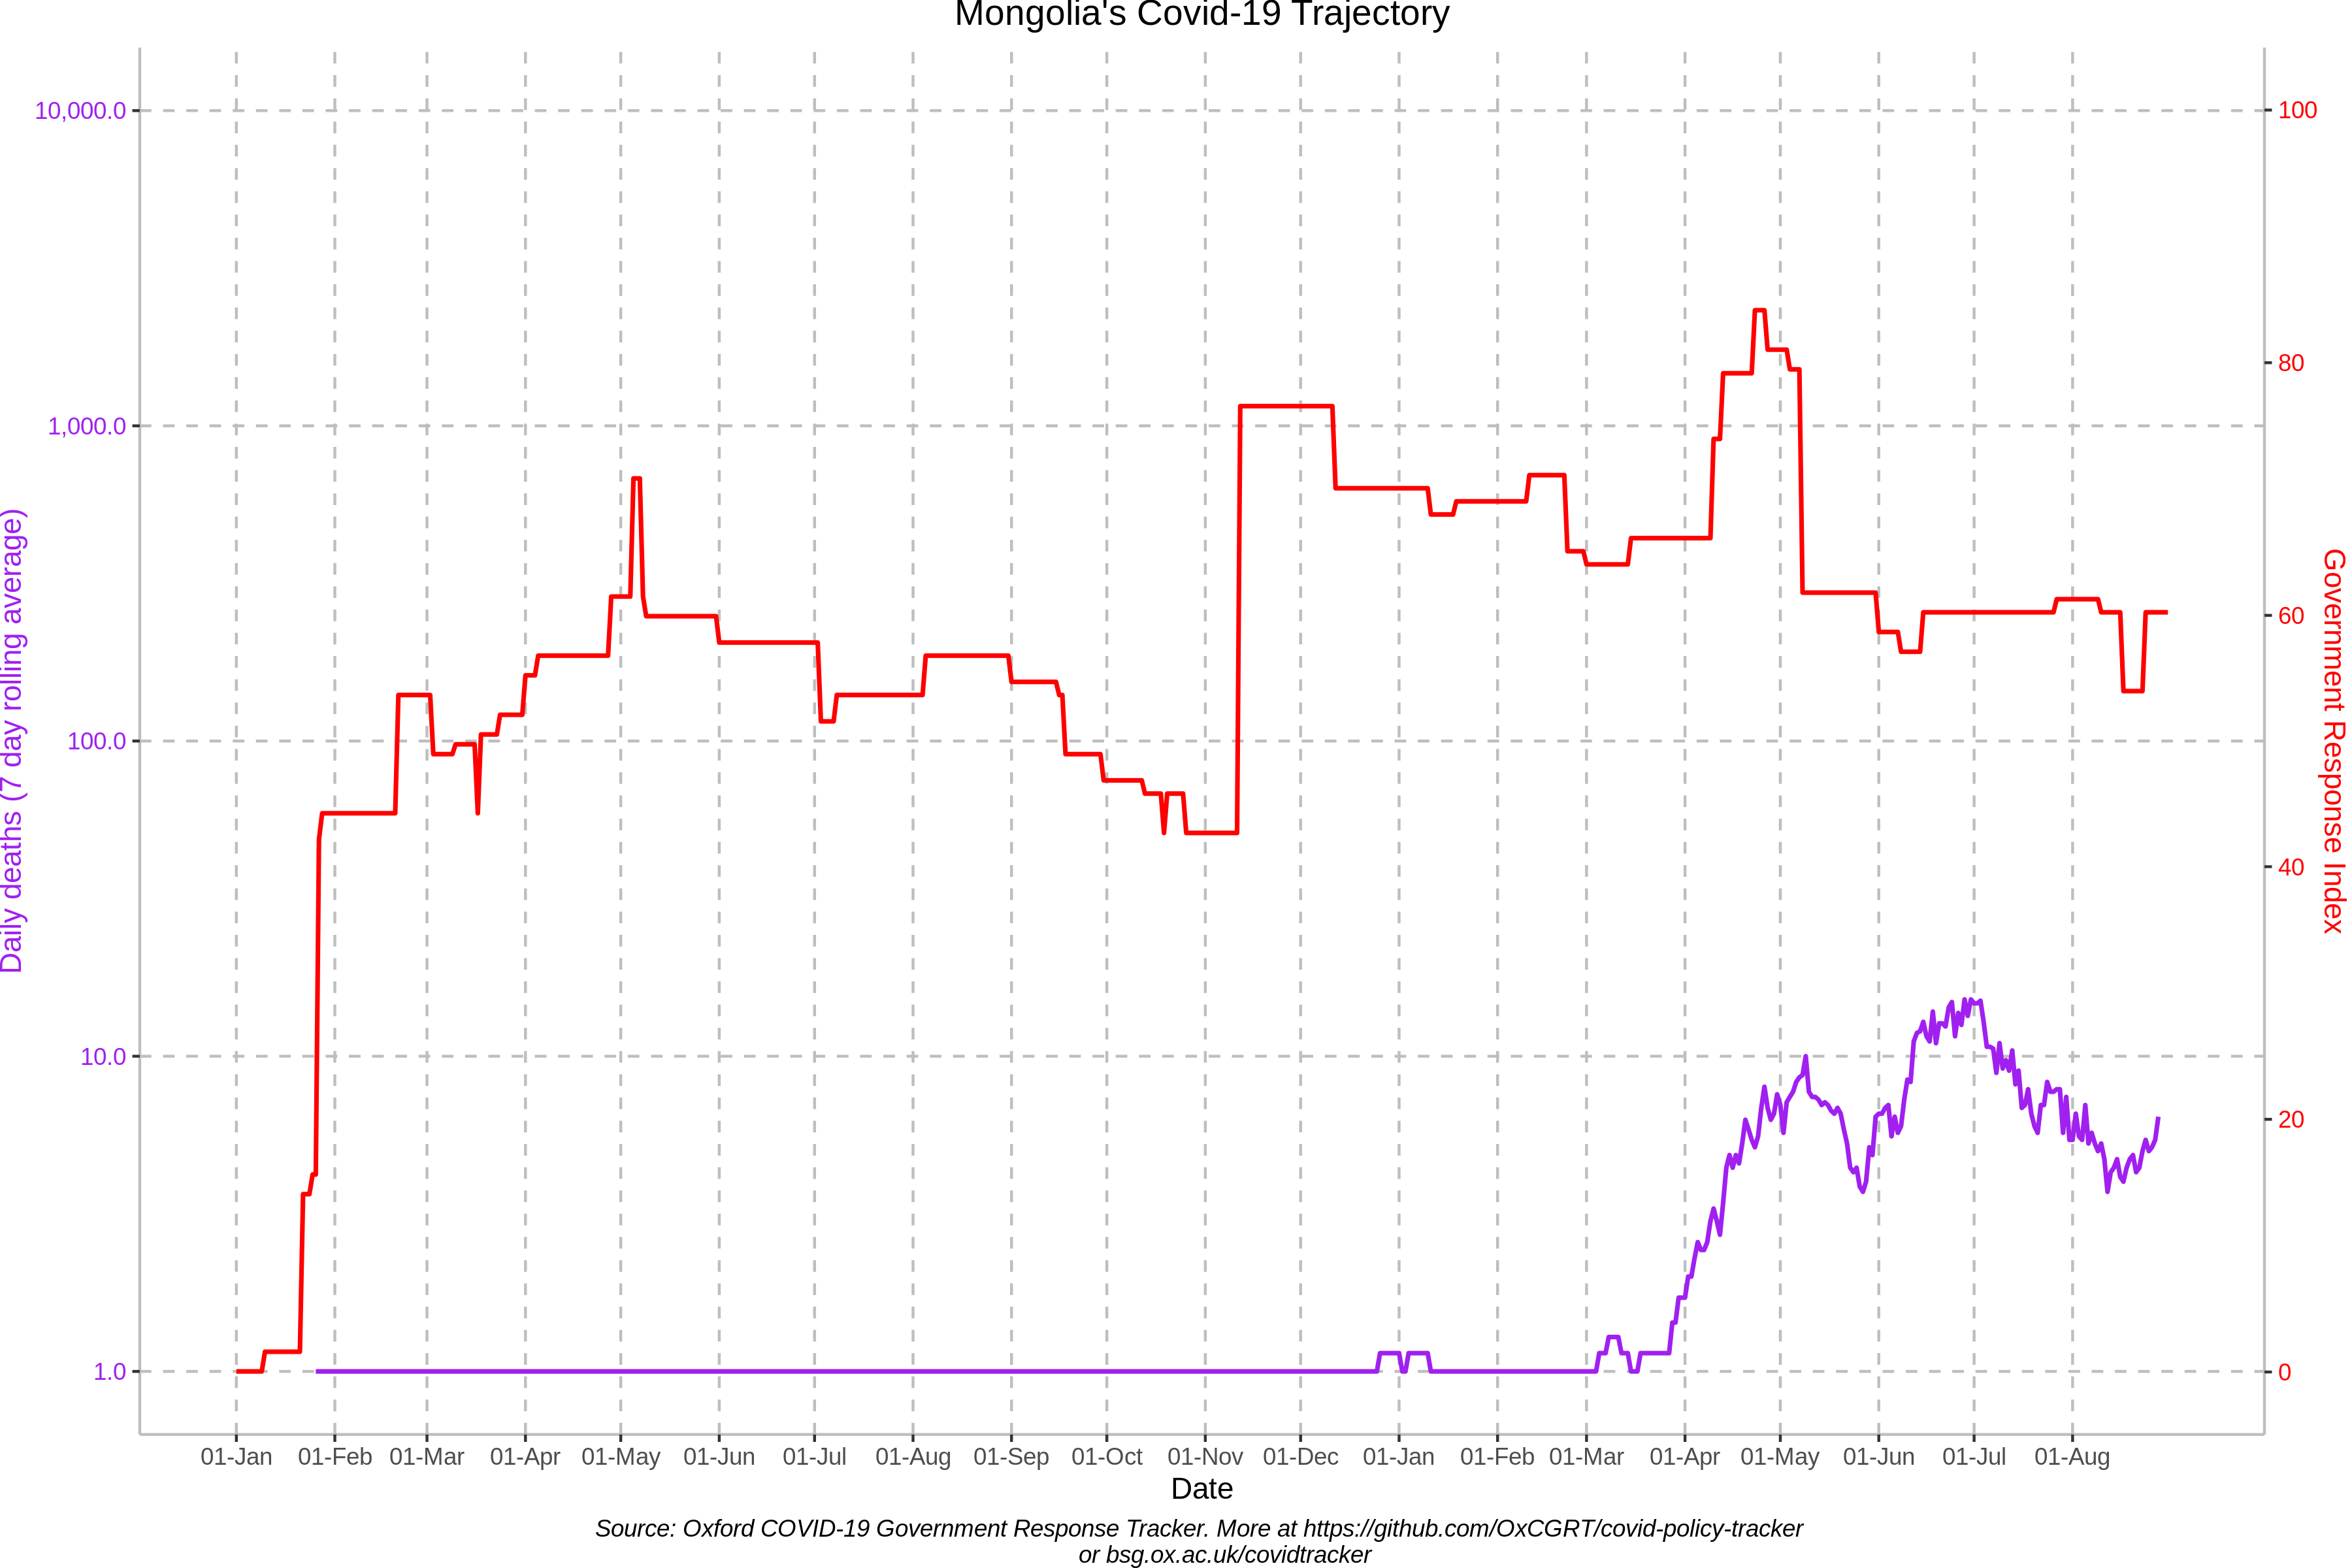 Mongolia's Covid-19 Trajectory
10,000.0
1,000.0
100.0
10.0
1.0
Daily deaths (7 day rolling average)
100
80
60
40
20
0
Government Response Index
01-Jan 01-Feb 01-Mar 01-Apr 01-May 01-Jun 01-Jul 01-Aug 01-Sep 01-Oct 01-Nov 01-Dec 01-Jan 01-Feb 01-Mar 01-Apr 01-May 01-Jun 01-Jul 01-Aug
Date
Source: Oxford COVID-19 Government Response Tracker. More at https://github.com/OxCGRT/covid-policy-tracker
or bsg.ox.ac.uk/covidtracker